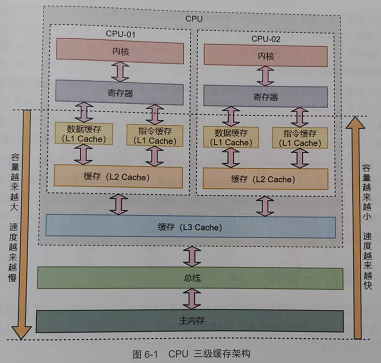 CPU
CPU-01
CPU-02
内核
内核
寄存器
寄存器
数据缓存
(L1 Cache)
指令缓存
(L1 Cache)
数据缓存
(L1 Cache)
指令缓存
(L1 Cache)
缓存（L2 Cache）
缓存（L2 Cache）
缓存（L3 Cache）
总线
主内存
容量越来越大 速度越来越慢
容量越来越小 速度越来越快
图 6-1 CPU 三级缓存架构